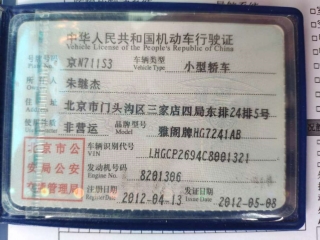 中华人民共和国机动车行驶证
Vehicle License of the People's Republic of China
京N71153 车辆类型 Vehicle Type 小型轿车
所有人 朱继杰
北京市门头沟区三家店四局东排24排5号
非营运 品牌型号 雅阁牌HG7241AB
北京市公安局公安交通管理局
车辆识别代号 VIN LHGCP2694C8001321
发动机号码 Engine No. 8201306
注册日期 2012-04-13 发证日期 Issue Date 2012-05-08